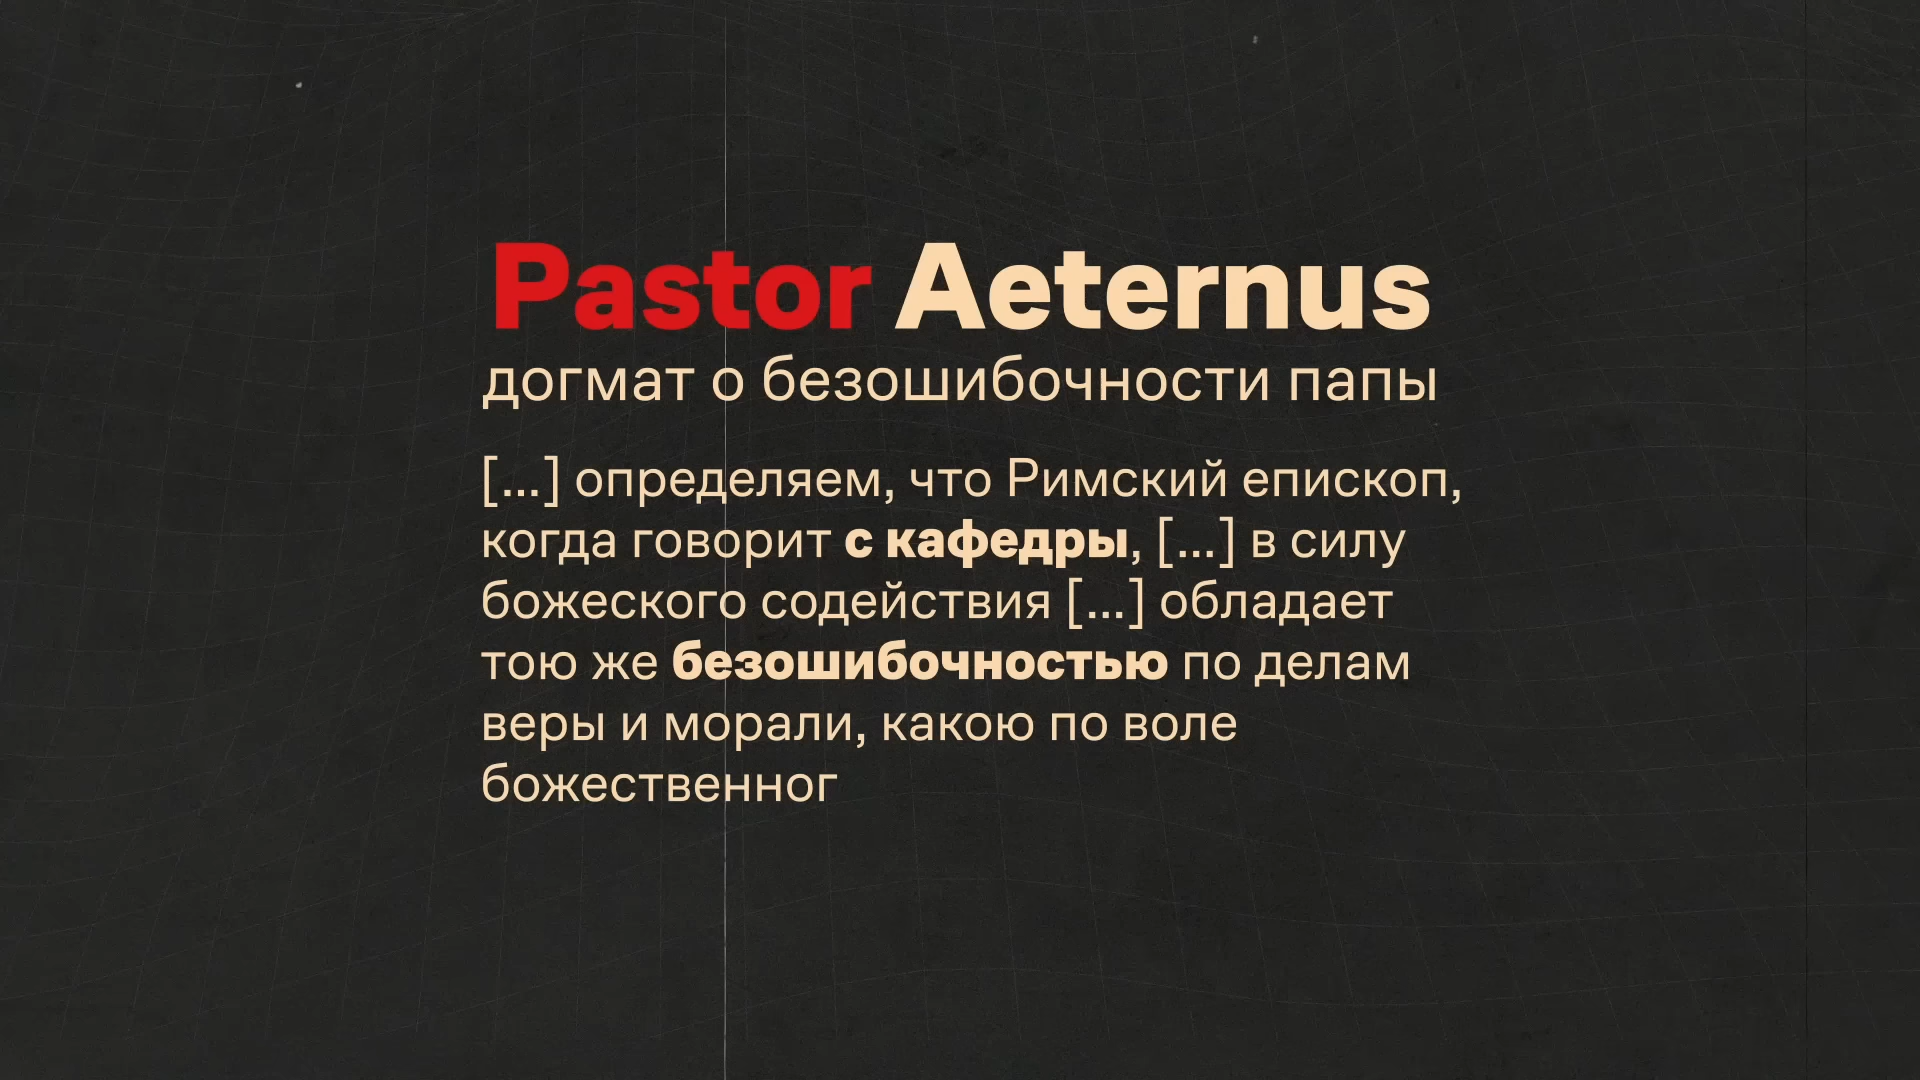 Pastor Aeternus
догмат о безошибочности папы
[...] определяем, что Римский епископ,
когда говорит с кафедры, [...] в силу
божеского содействия [...] обладает
тою же безошибочностью по делам
веры и морали, какою по воле
божественног